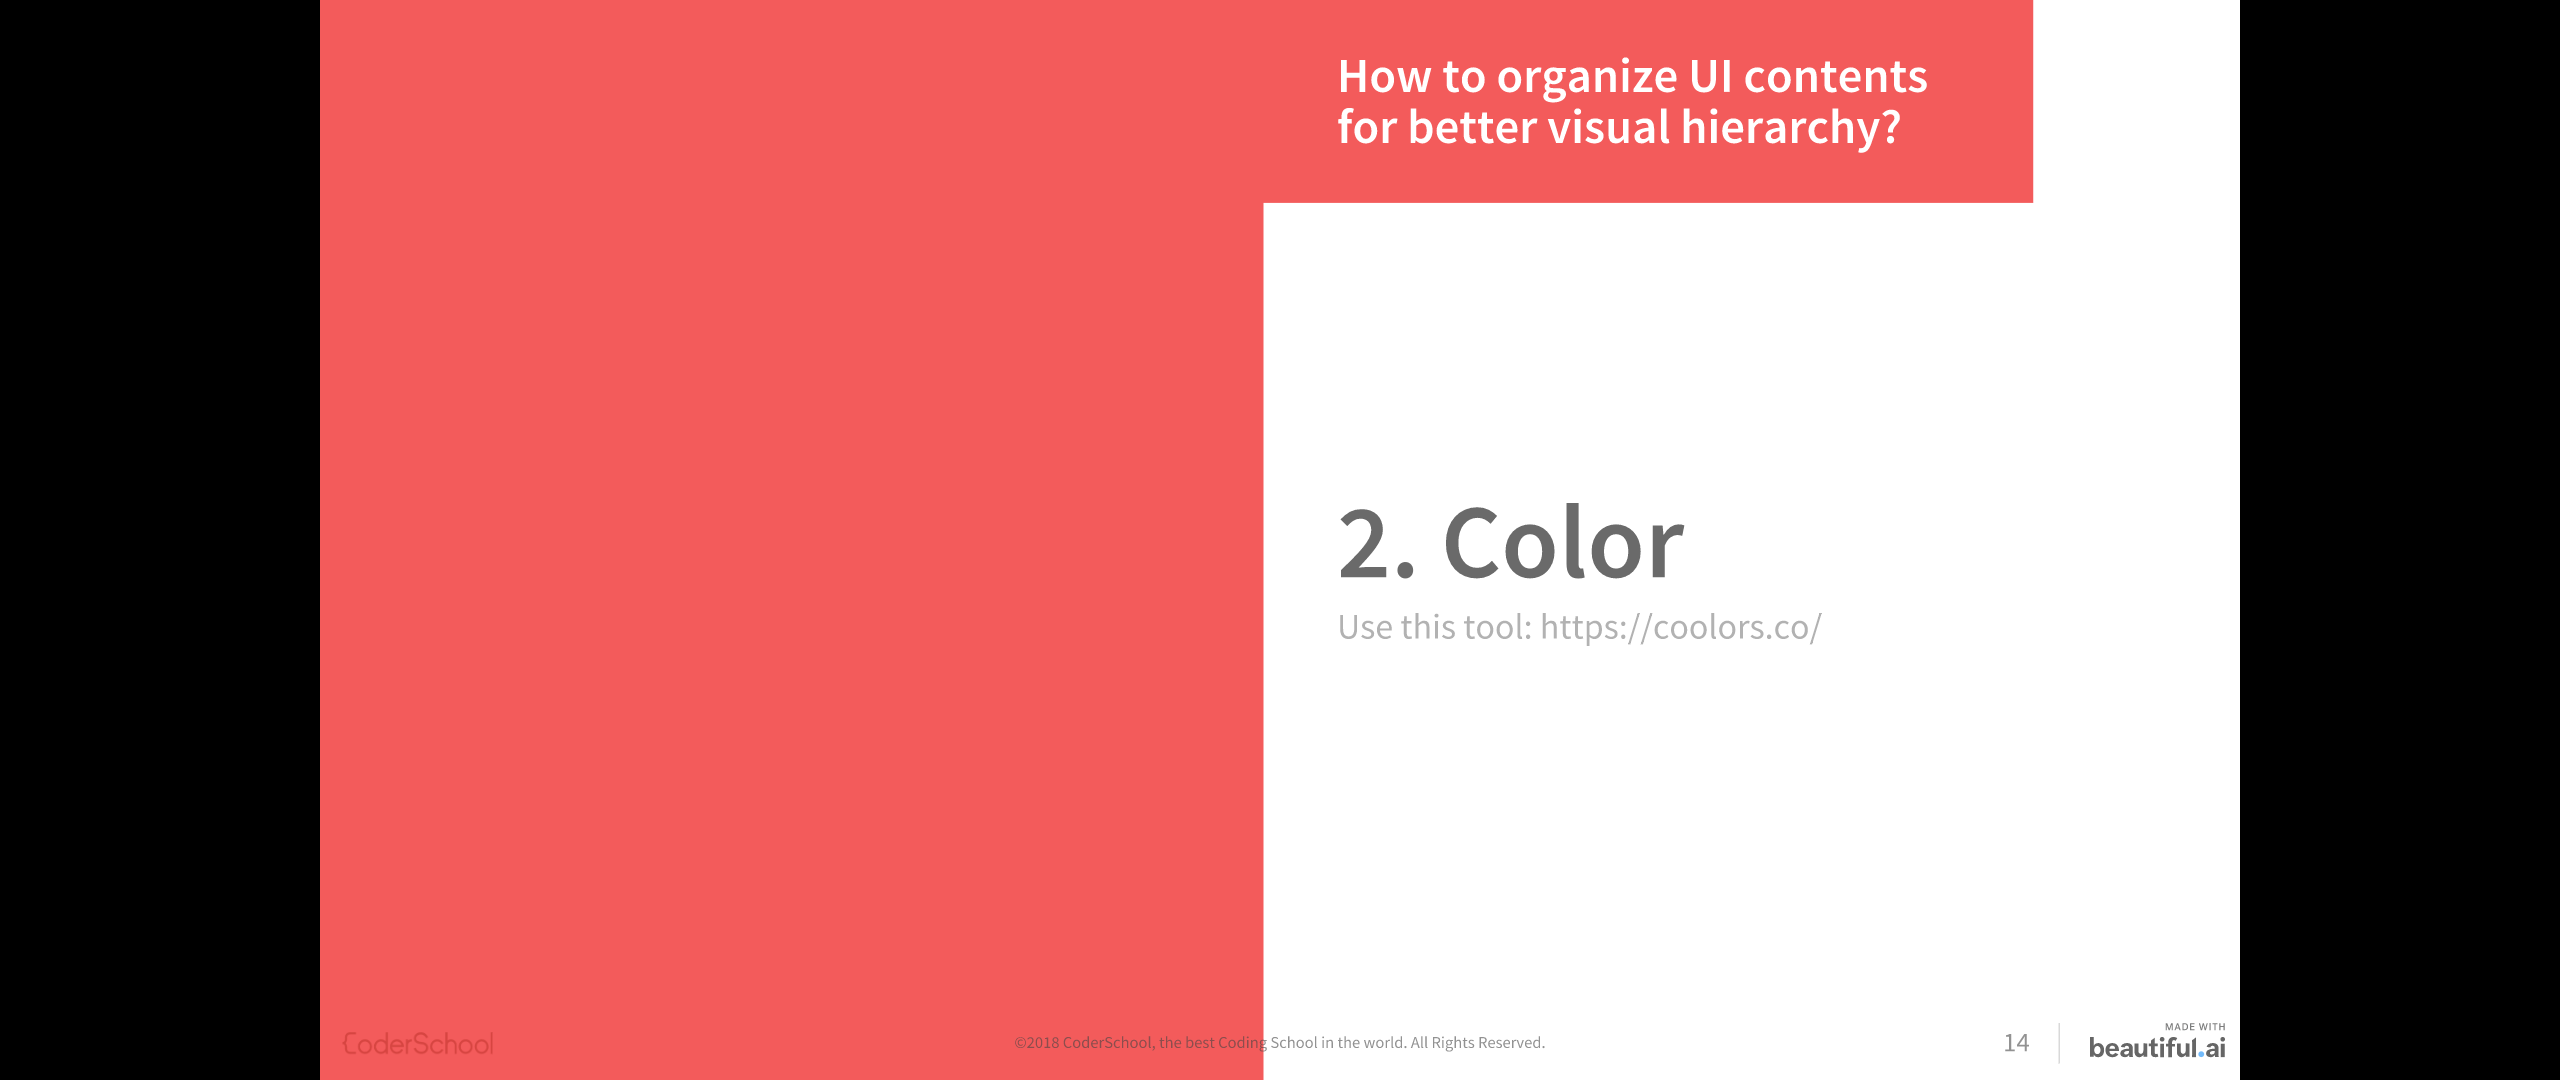 How to organize UI contents
for better visual hierarchy?
2. Color
Use this tool: https://coolors.co/
{CoderSchool
©2018 CoderSchool, the best Coding School in the world. All Rights Reserved.
14
MADE WITH
beautiful.ai